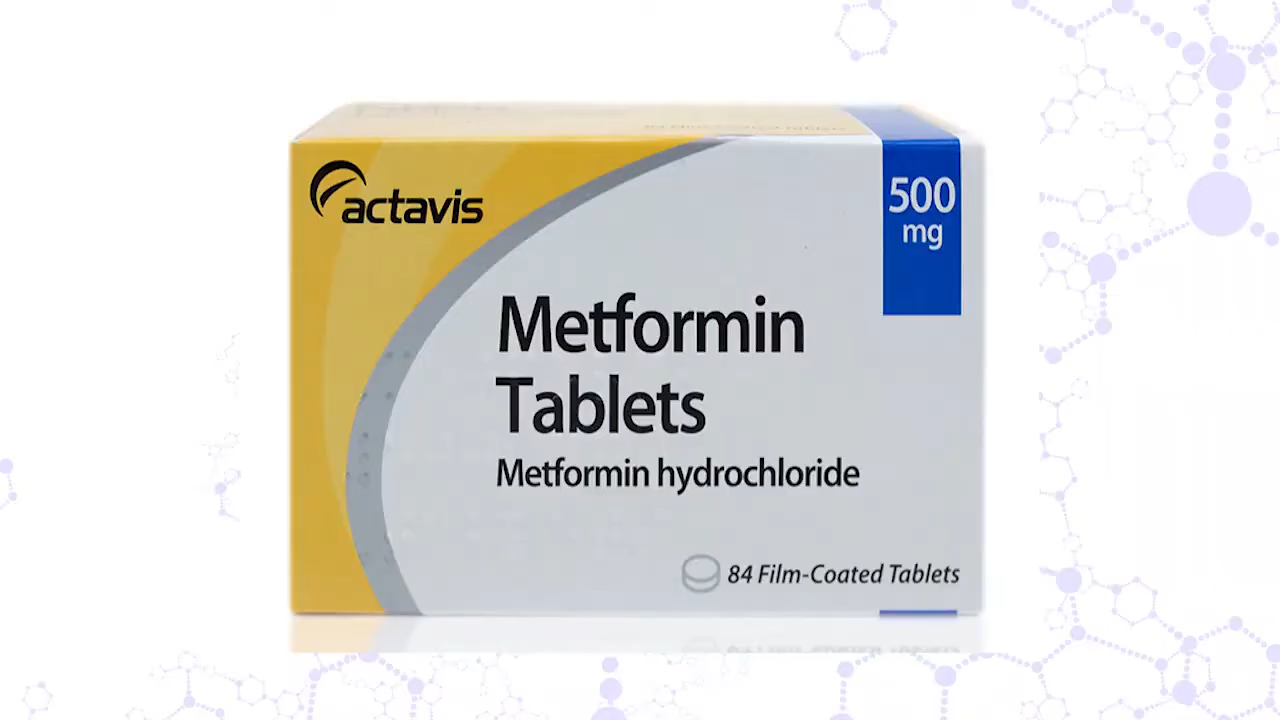 actavis
500
mg
Metformin
Tablets
Metformin hydrochloride
84 Film-Coated Tablets